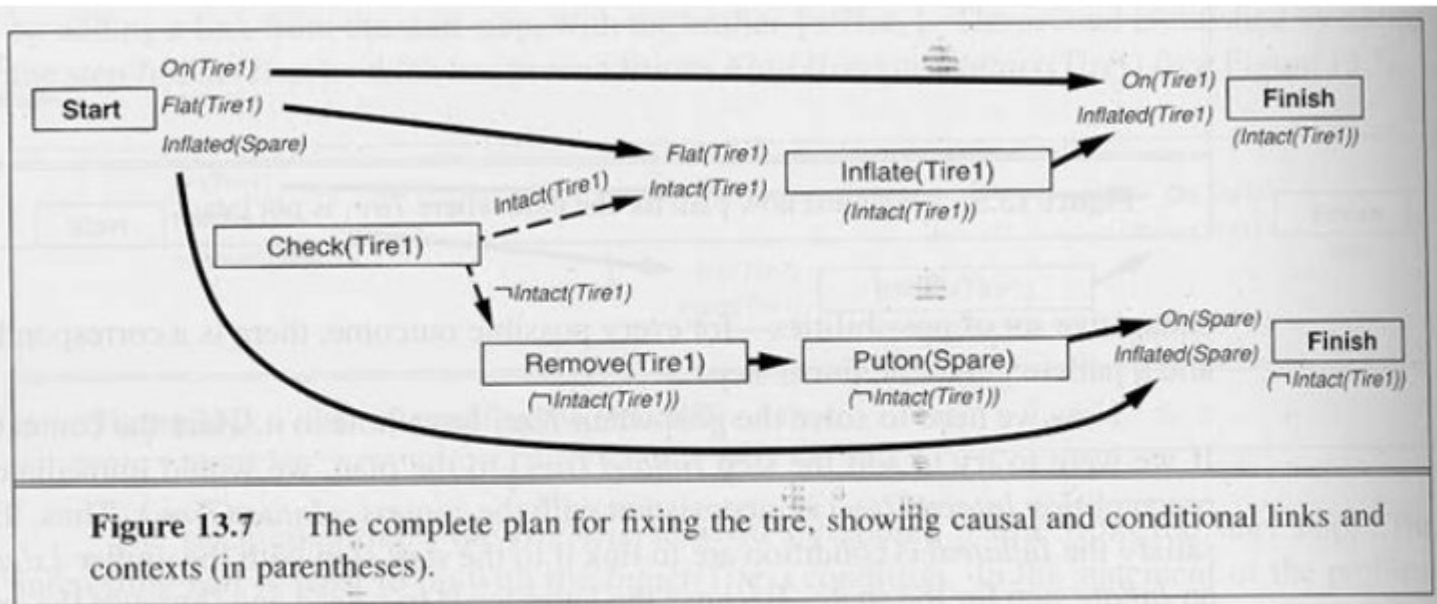 On(Tire1)
Start
Flat(Tire1)
Inflated(Spare)
On(Tire1)
Inflated(Tire1)
Finish
(Intact(Tire1))
Flat(Tire1)
Intact(Tire1)
Inflate(Tire1)
(Intact(Tire1))
Intact(Tire1)
Check(Tire1)
¬Intact(Tire1)
Remove(Tire1)
(¬Intact(Tire1))
Puton(Spare)
(¬Intact(Tire1))
On(Spare)
Inflated(Spare)
Finish
(¬Intact(Tire1))
Figure 13.7 The complete plan for fixing the tire, showing causal and conditional links and
contexts (in parentheses).